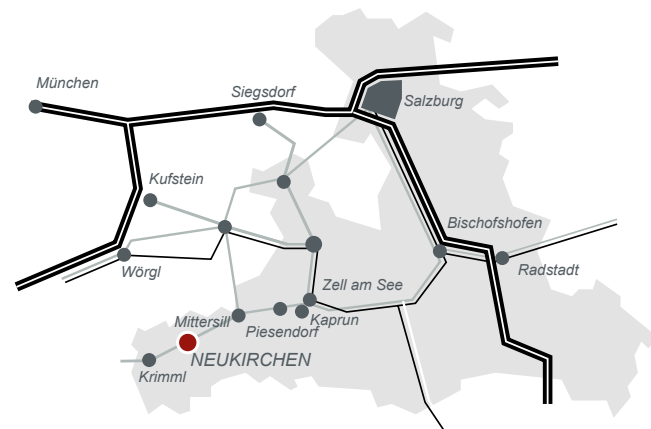 München
Siegsdorf
Salzburg
Kufstein
Bischofshofen
Wörgl
Radstadt
Zell am See
Mittersill
Piesendorf
Kaprun
NEUKIRCHEN
Krimml